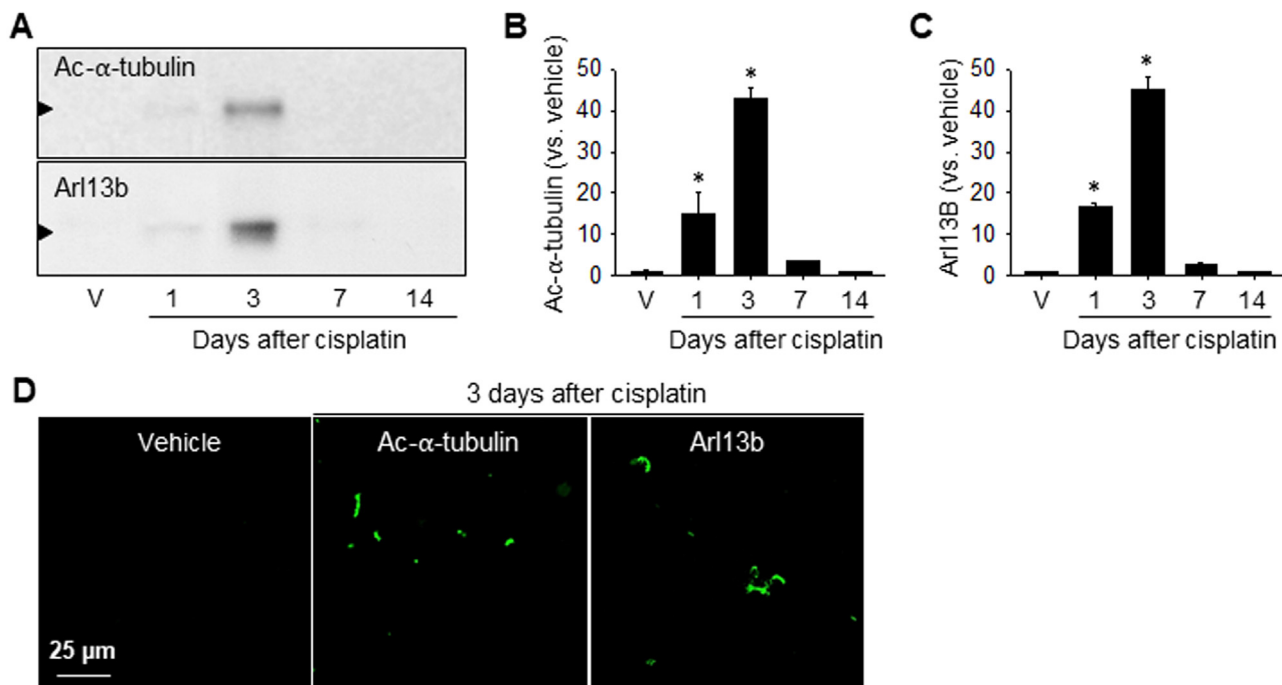 A
Ac-α-tubulin
Arl13b
V 1 3 7 14
Days after cisplatin
B
Ac-α-tubulin (vs. vehicle)
50
40
30
20
10
0
* *
V 1 3 7 14
Days after cisplatin
C
Arl13B (vs. vehicle)
50
40
30
20
10
0
* *
V 1 3 7 14
Days after cisplatin
D
3 days after cisplatin
Vehicle
Ac-α-tubulin
Arl13b
25 µm